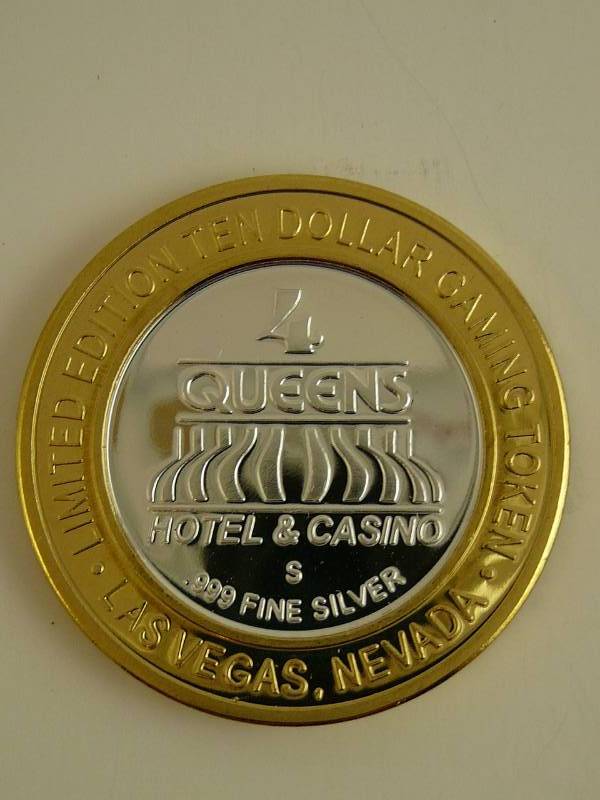 LIMITED EDITION TEN DOLLAR GAMING TOKEN
4
QUEENS
HOTEL & CASINO
S
.999 FINE SILVER
• LAS VEGAS, NEVADA •